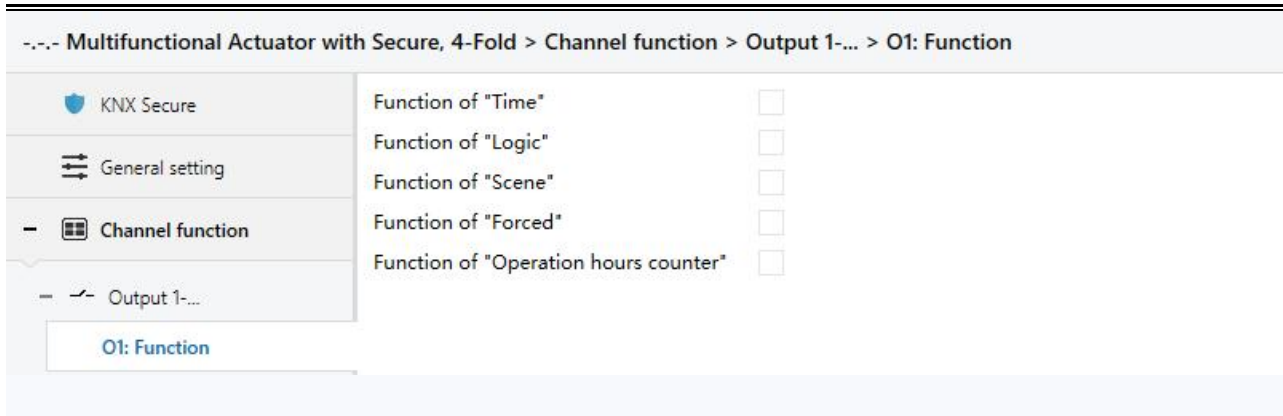 -.-.- Multifunctional Actuator with Secure, 4-Fold > Channel function > Output 1-... > O1: Function
KNX Secure
General setting
Channel function
Output 1-...
O1: Function
Function of "Time"
Function of "Logic"
Function of "Scene"
Function of "Forced"
Function of "Operation hours counter"